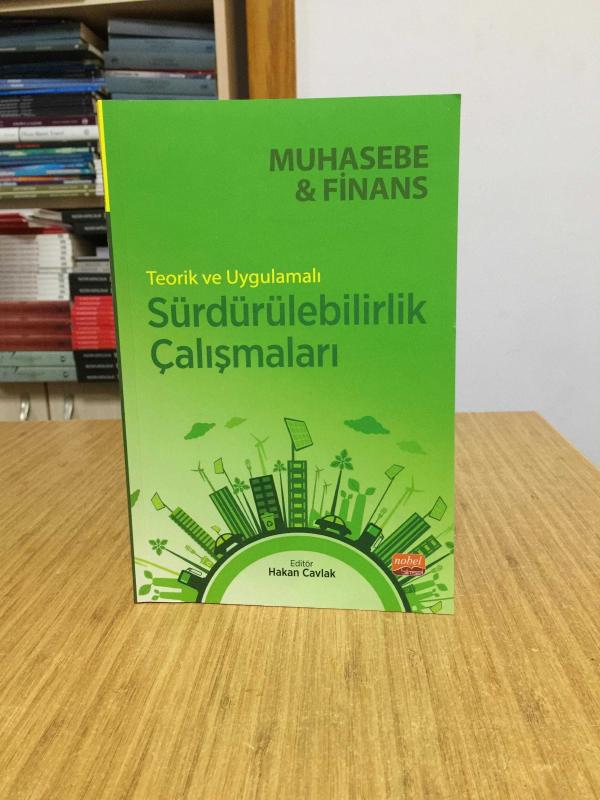 MUHASEBE
& FİNANS
Teorik ve Uygulamalı
Sürdürülebilirlik
Çalışmaları
Editör
Hakan Cavlak
nobel